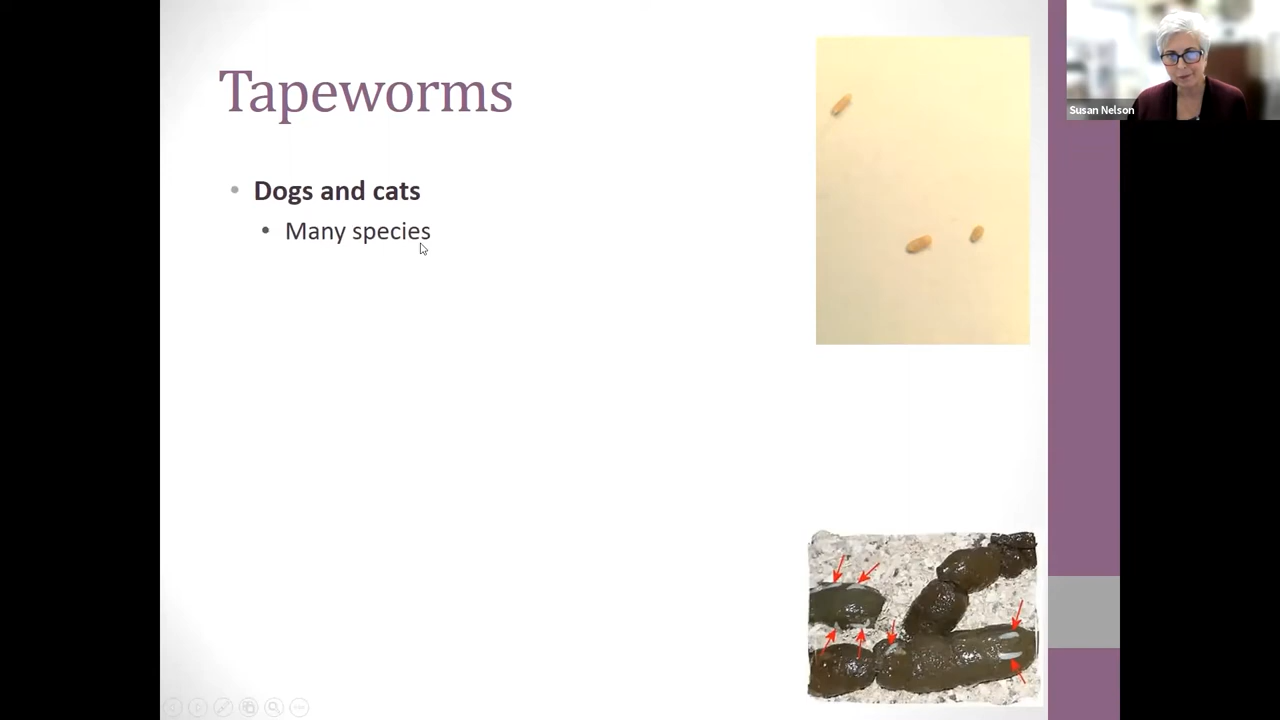 Tapeworms
Susan Nelson
• Dogs and cats
• Many species